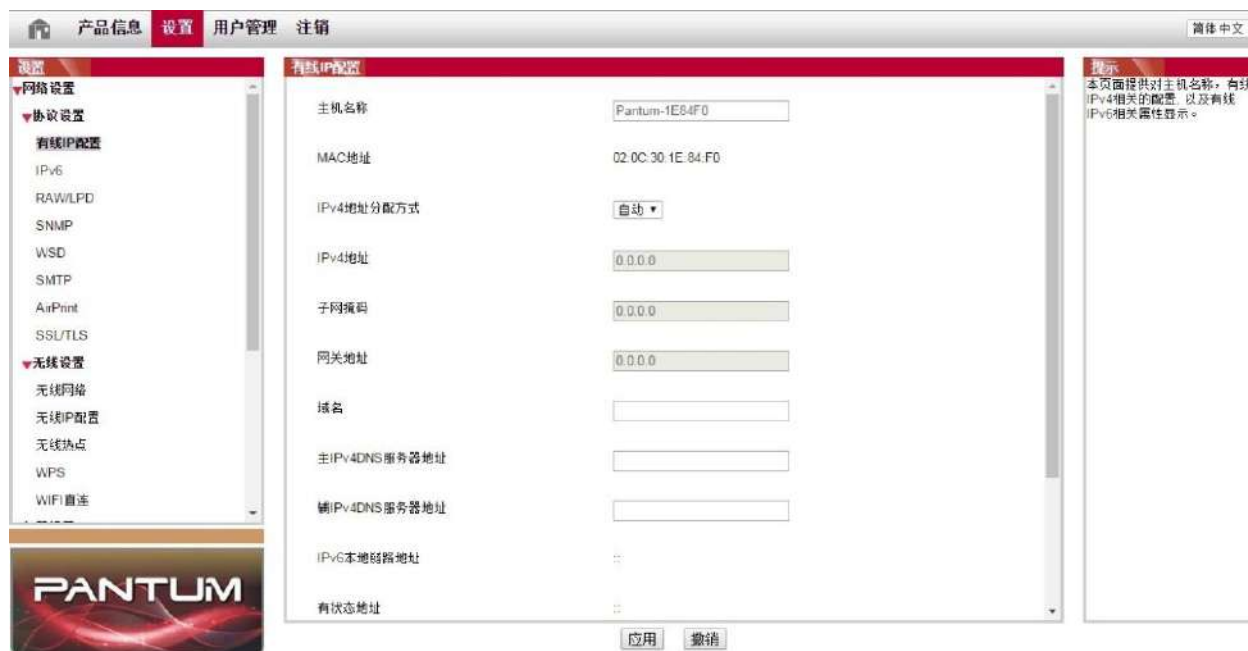 产品信息 设置 用户管理 注销 简体中文
设置
▼网络设置
▼协议设置
有线IP配置
IPv6
RAW/LPD
SNMP
WSD
SMTP
AirPrint
SSL/TLS
▼无线设置
无线网络
无线IP配置
无线热点
WPS
WIFI直连
PANTUM
有线IP配置
主机名称 Pantum-1E84F0
MAC地址 02:0C:30:1E:84:F0
IPv4地址分配方式 自动
IPv4地址 0.0.0.0
子网掩码 0.0.0.0
网关地址 0.0.0.0
域名
主IPv4DNS服务器地址
辅IPv4DNS服务器地址
IPv6本地链路地址 ::
有状态地址 ::
应用 撤销
提示
本页面提供对主机名称，有线
IPv4相关的配置, 以及有线
IPv6相关属性显示。